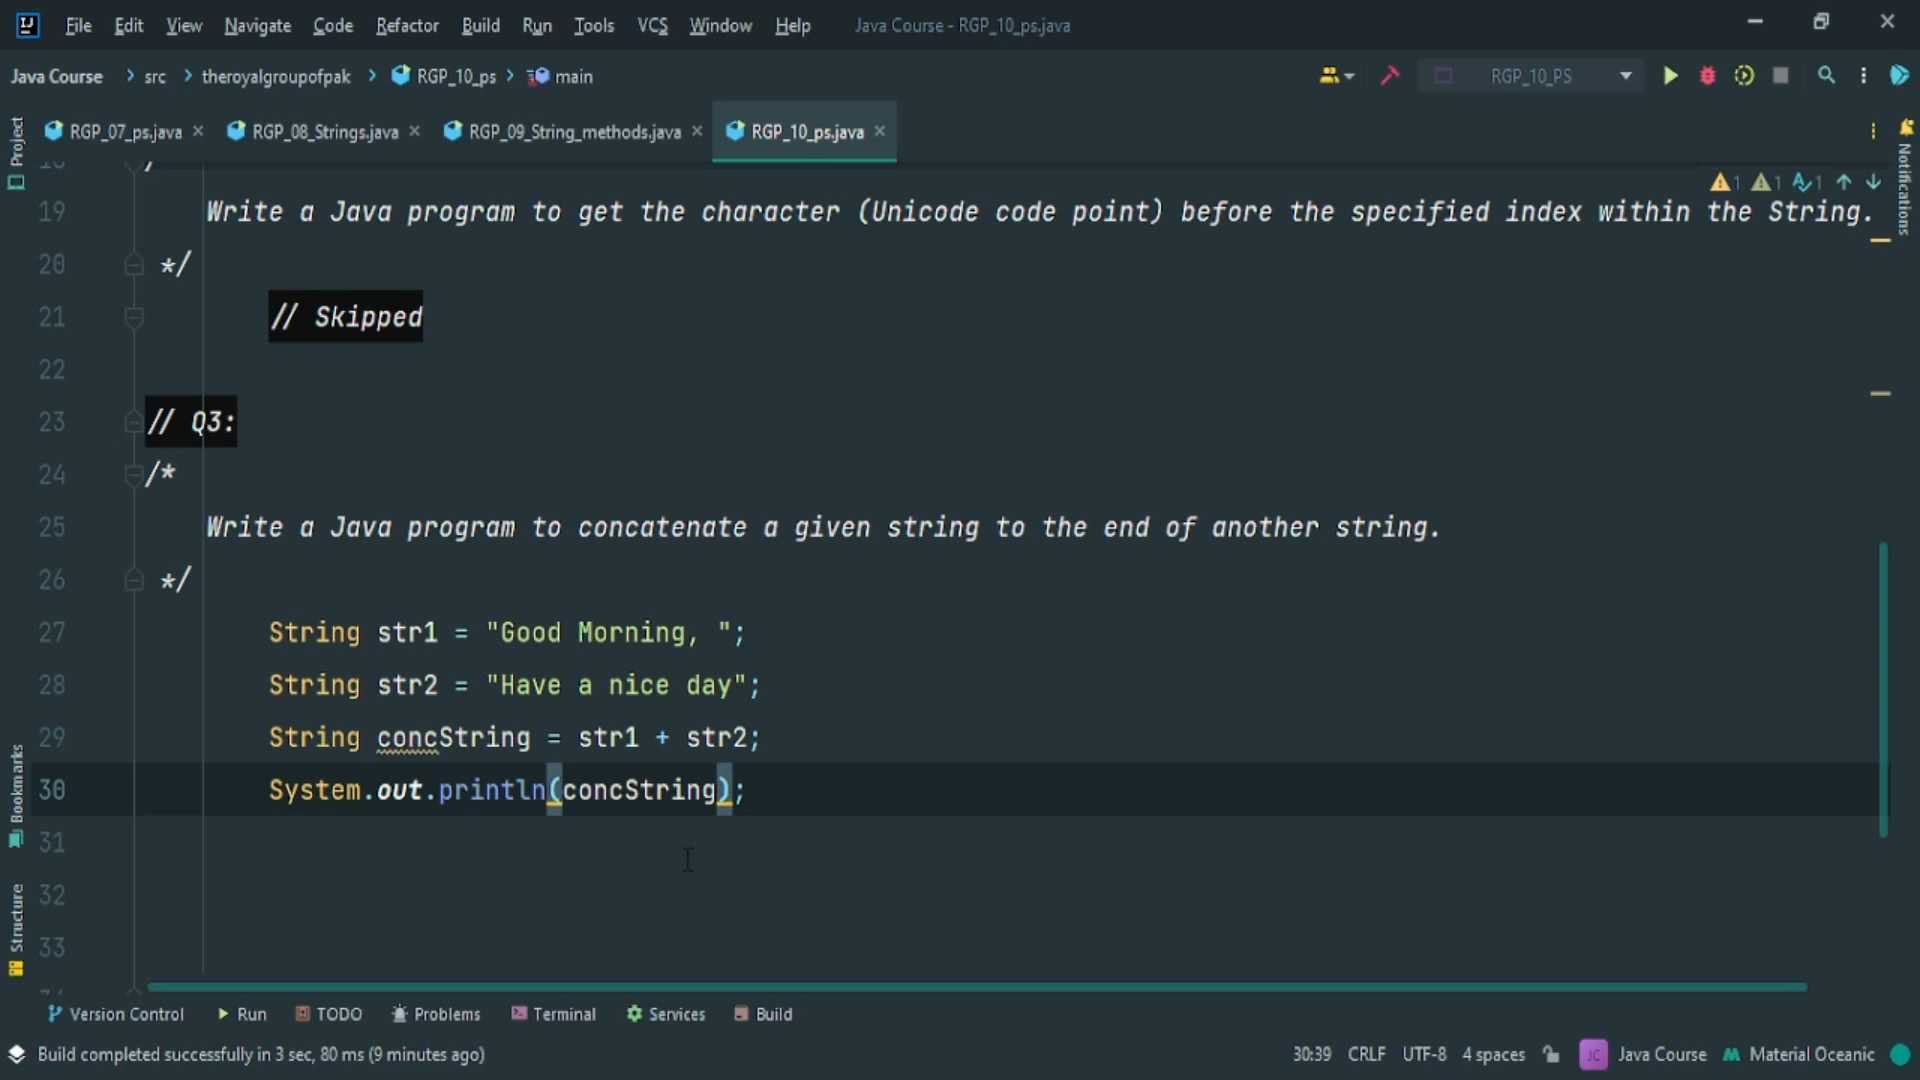 File Edit View Navigate Code Refactor Build Run Tools VCS Window Help Java Course - RGP_10_ps.java
Java Course > src > theroyalgroupofpak > RGP_10_ps > main RGP_10_PS
RGP_07_ps.java RGP_08_Strings.java RGP_09_String_methods.java RGP_10_ps.java
Project
Notifications
1 1 1
19 Write a Java program to get the character (Unicode code point) before the specified index within the String.
20 */
21 // Skipped
22
23 // Q3:
24 /*
25 Write a Java program to concatenate a given string to the end of another string.
26 */
27 String str1 = "Good Morning, ";
28 String str2 = "Have a nice day";
29 String concString = str1 + str2;
30 System.out.println(concString);
31
32
33
Bookmarks
Structure
Version Control Run TODO Problems Terminal Services Build
Build completed successfully in 3 sec, 80 ms (9 minutes ago) 30:39 CRLF UTF-8 4 spaces JC Java Course Material Oceanic